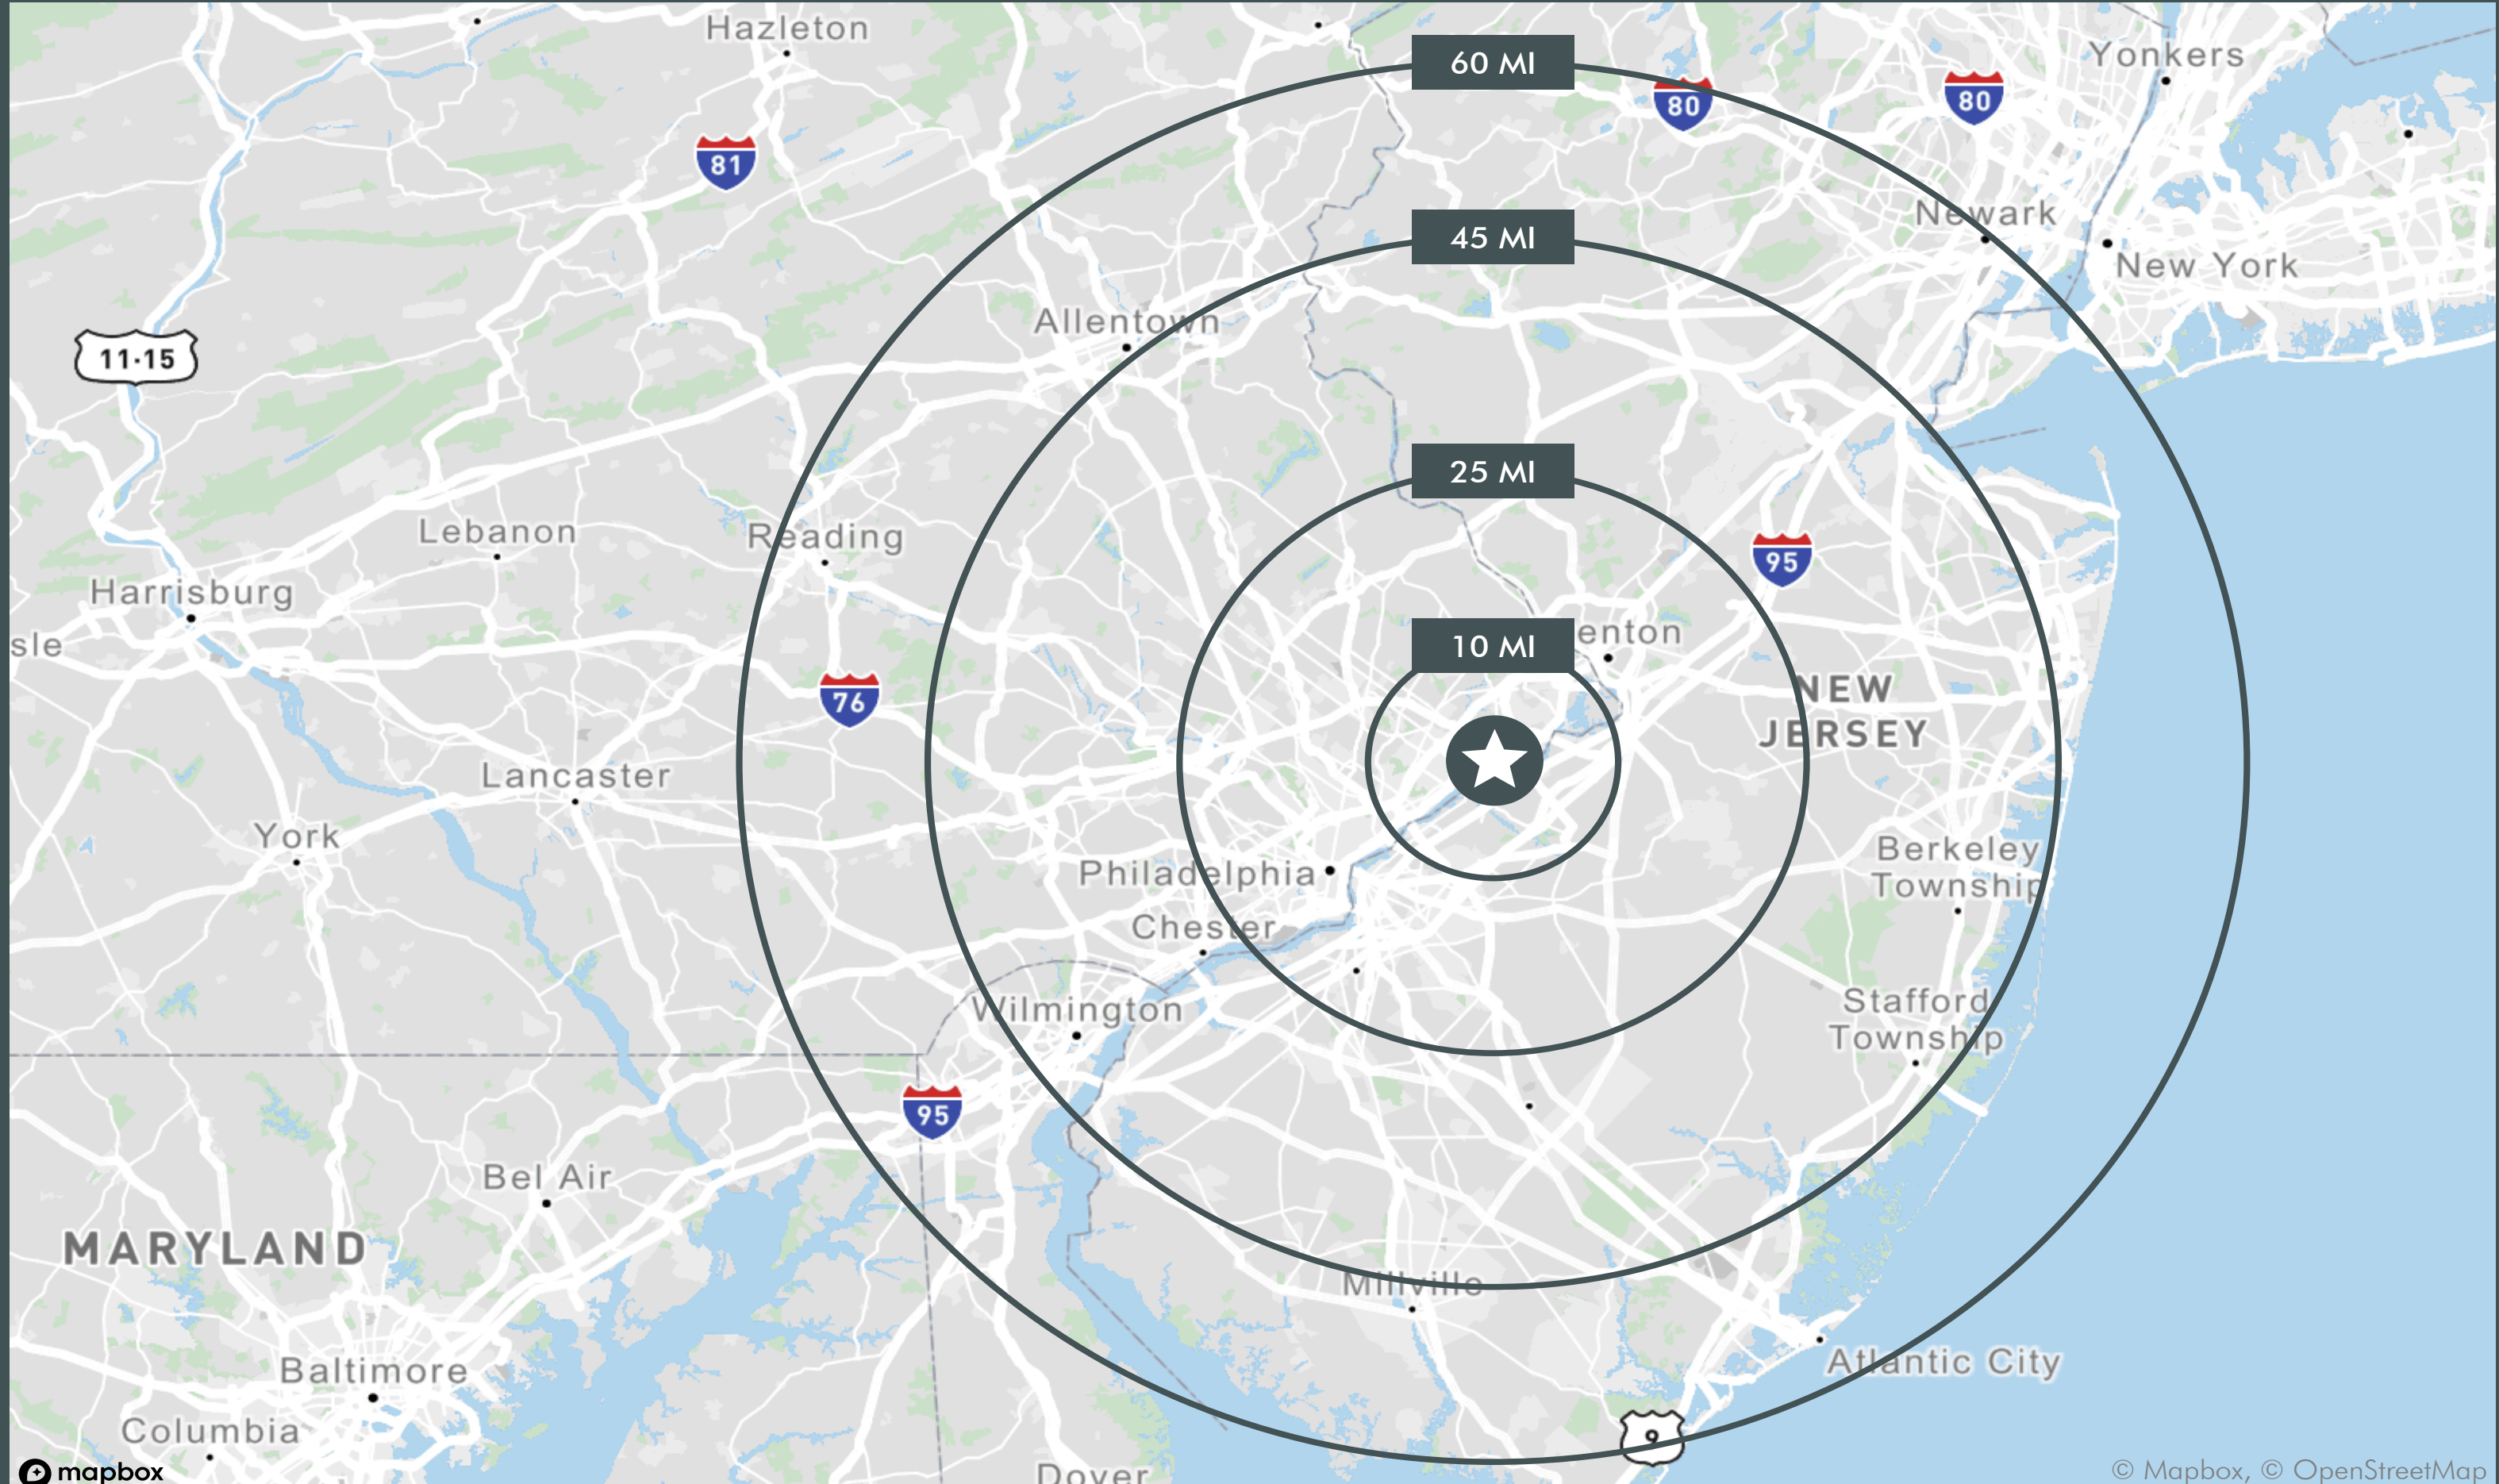 Hazleton
60 MI
Yonkers
80
80
81
Newark
45 MI
New York
Allentown
11·15
25 MI
Lebanon
Reading
95
Harrisburg
sle
10 MI
enton
76
NEW
JERSEY
Lancaster
York
Philadelphia
Berkeley
Township
Chester
Wilmington
Stafford
Township
95
Bel Air
MARYLAND
Millville
Baltimore
Atlantic City
Columbia
9
mapbox
Dover
© Mapbox, © OpenStreetMap